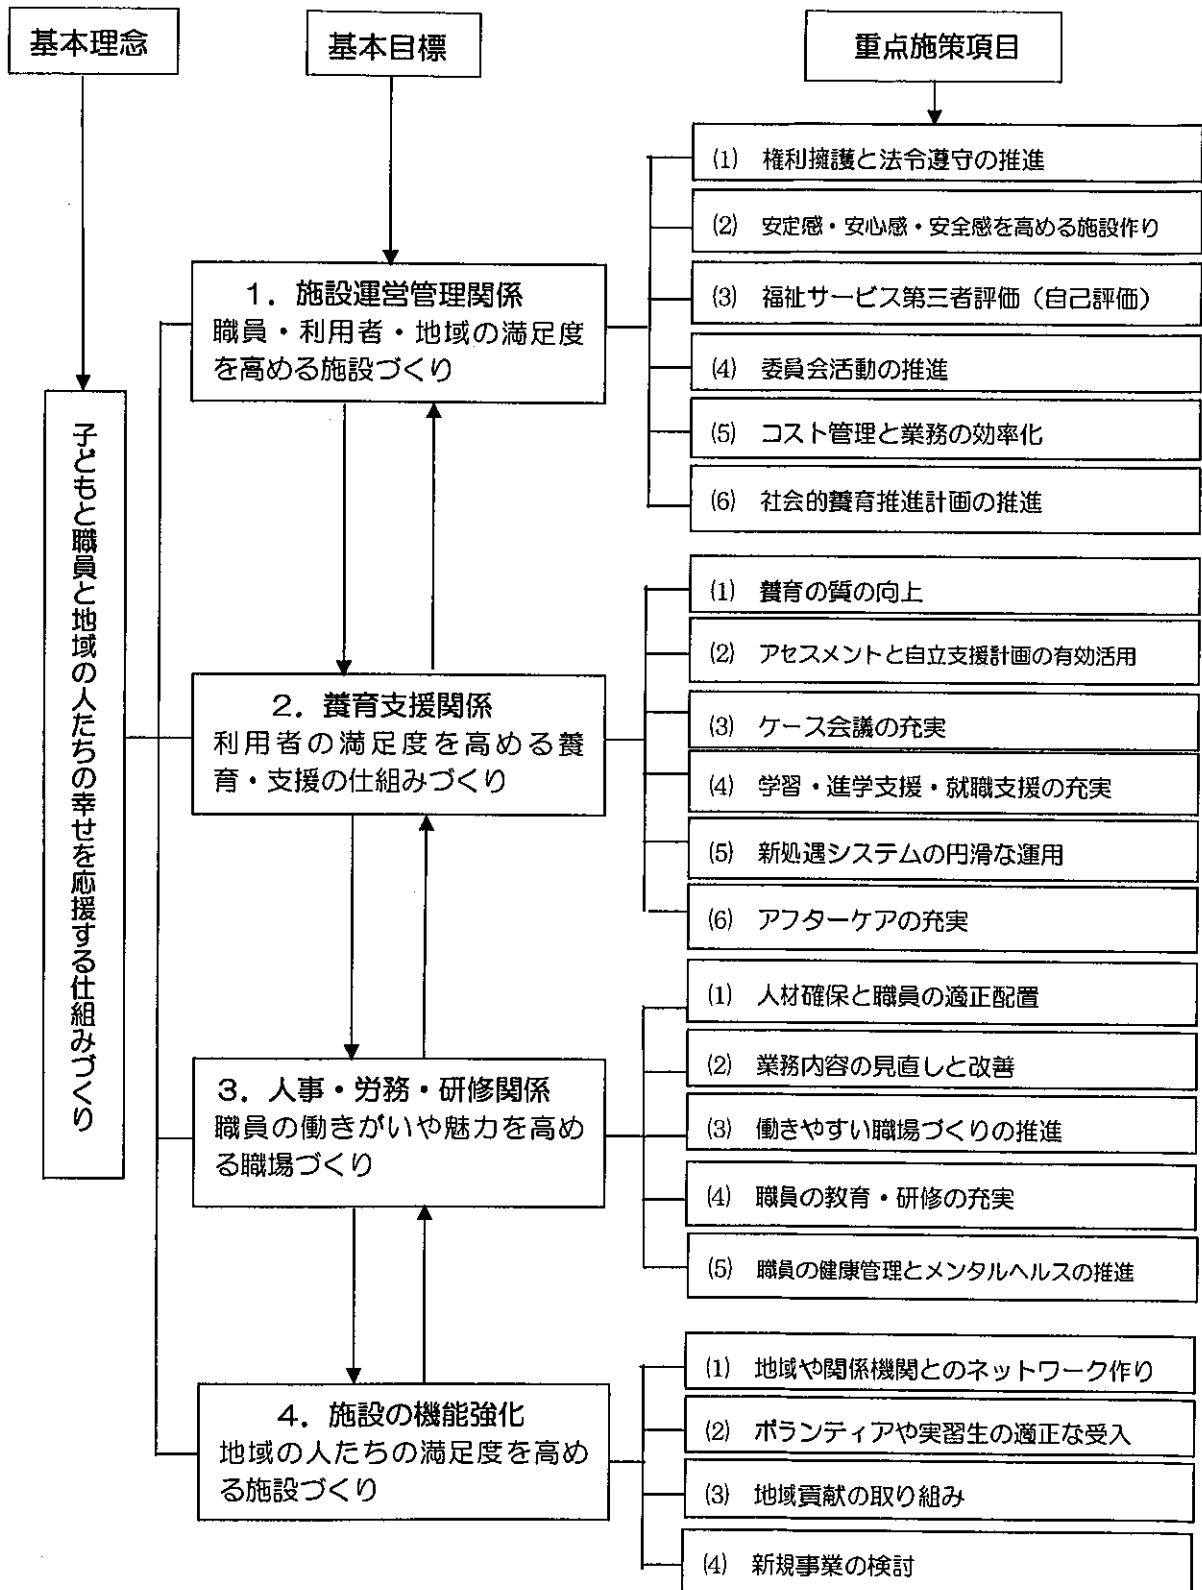 基本理念
基本目標
重点施策項目
子どもと職員と地域の人たちの幸せを応援する仕組みづくり
1．施設運営管理関係
職員・利用者・地域の満足度
を高める施設づくり
(1) 権利擁護と法令遵守の推進
(2) 安定感・安心感・安全感を高める施設作り
(3) 福祉サービス第三者評価（自己評価）
(4) 委員会活動の推進
(5) コスト管理と業務の効率化
(6) 社会的養育推進計画の推進
2．養育支援関係
利用者の満足度を高める養
育・支援の仕組みづくり
(1) 養育の質の向上
(2) アセスメントと自立支援計画の有効活用
(3) ケース会議の充実
(4) 学習・進学支援・就職支援の充実
(5) 新処遇システムの円滑な運用
(6) アフターケアの充実
3．人事・労務・研修関係
職員の働きがいや魅力を高め
る職場づくり
(1) 人材確保と職員の適正配置
(2) 業務内容の見直しと改善
(3) 働きやすい職場づくりの推進
(4) 職員の教育・研修の充実
(5) 職員の健康管理とメンタルヘルスの推進
4．施設の機能強化
地域の人たちの満足度を高め
る施設づくり
(1) 地域や関係機関とのネットワーク作り
(2) ボランティアや実習生の適正な受入
(3) 地域貢献の取り組み
(4) 新規事業の検討